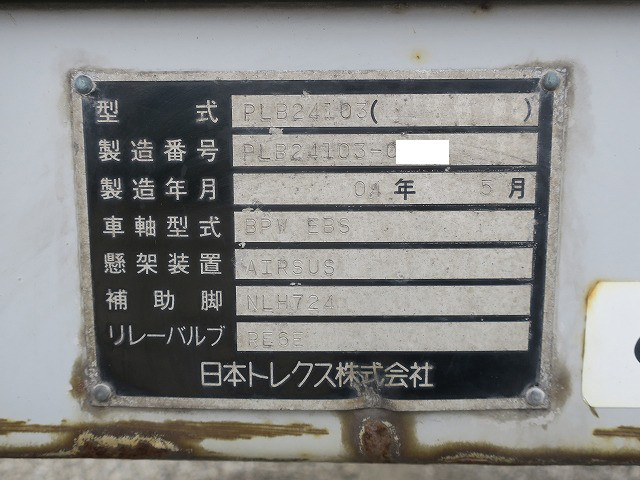 型式 PLB24103( )
製造番号 PLB24103-0
製造年月 年 5月
車軸型式 BPW EBS
懸架装置 AIRSUS
補助脚 NLH724
リレーバルブ RE6E
日本トレクス株式会社